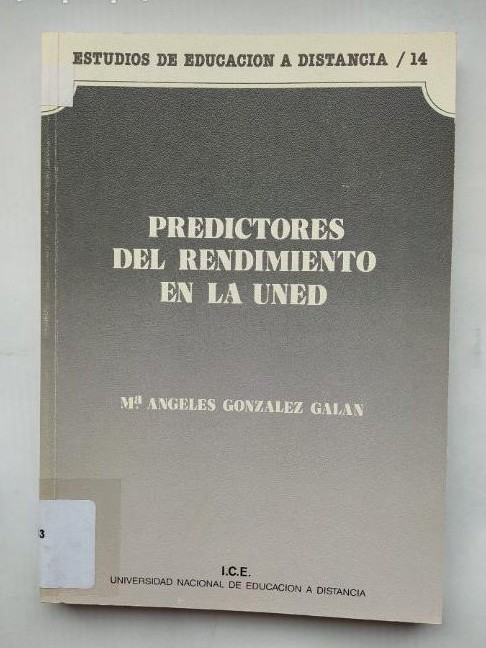 ESTUDIOS DE EDUCACION A DISTANCIA / 14
PREDICTORES
DEL RENDIMIENTO
EN LA UNED
Mª ANGELES GONZALEZ GALAN
3
I.C.E.
UNIVERSIDAD NACIONAL DE EDUCACION A DISTANCIA